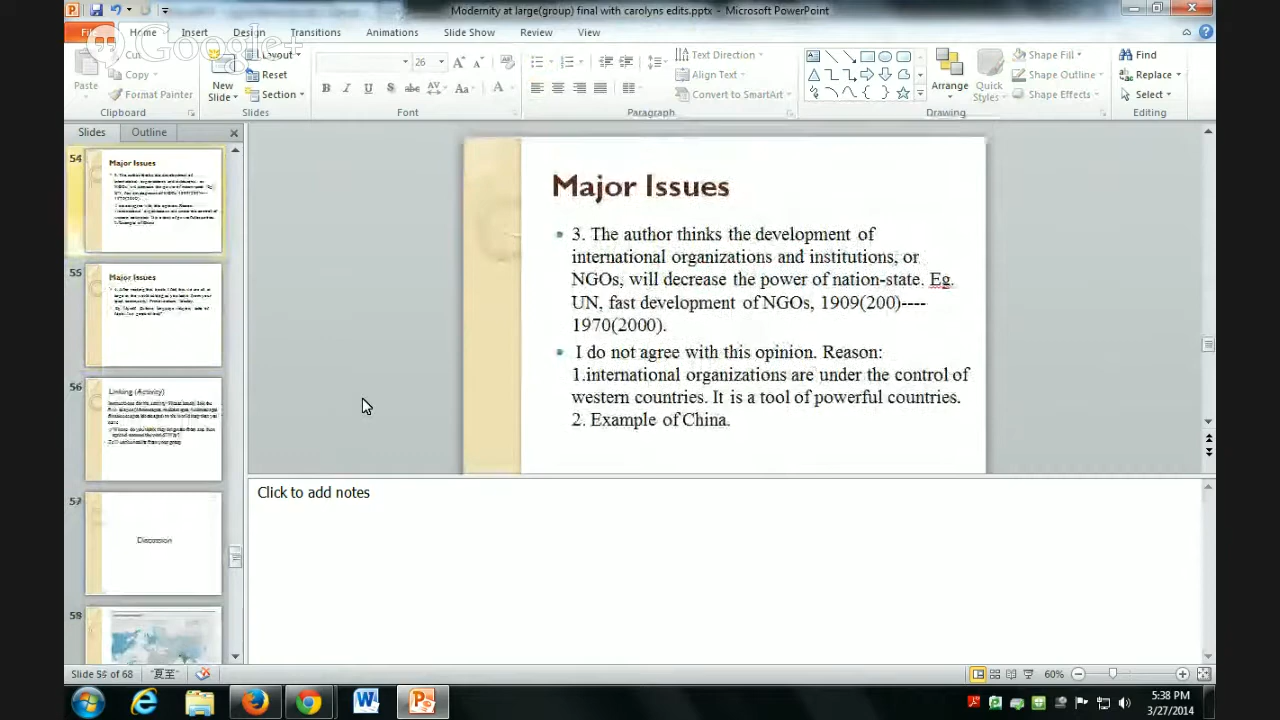 Modernity at large(group) final with carolyns edits.pptx - Microsoft PowerPoint
File Home Insert Design Transitions Animations Slide Show Review View
Google+
Paste
Cut
Copy
Format Painter
Clipboard
New
Slide
Layout
Reset
Section
Slides
26
B I U S abc AV Aa A
Font
Text Direction
Align Text
Convert to SmartArt
Paragraph
Arrange
Quick
Styles
Shape Fill
Shape Outline
Shape Effects
Drawing
Find
Replace
Select
Editing
Slides Outline
54
Major Issues
55
Major Issues
56
Linking (Activity)
57
Discussion
58
Major Issues
3. The author thinks the development of
international organizations and institutions, or
NGOs, will decrease the power of nation-state. Eg.
UN, fast development of NGOs, 1909(200)----
1970(2000).
I do not agree with this opinion. Reason:
1.international organizations are under the control of
western countries. It is a tool of powerful countries.
2. Example of China.
Click to add notes
"夏至"
60%
5:38 PM
3/27/2014